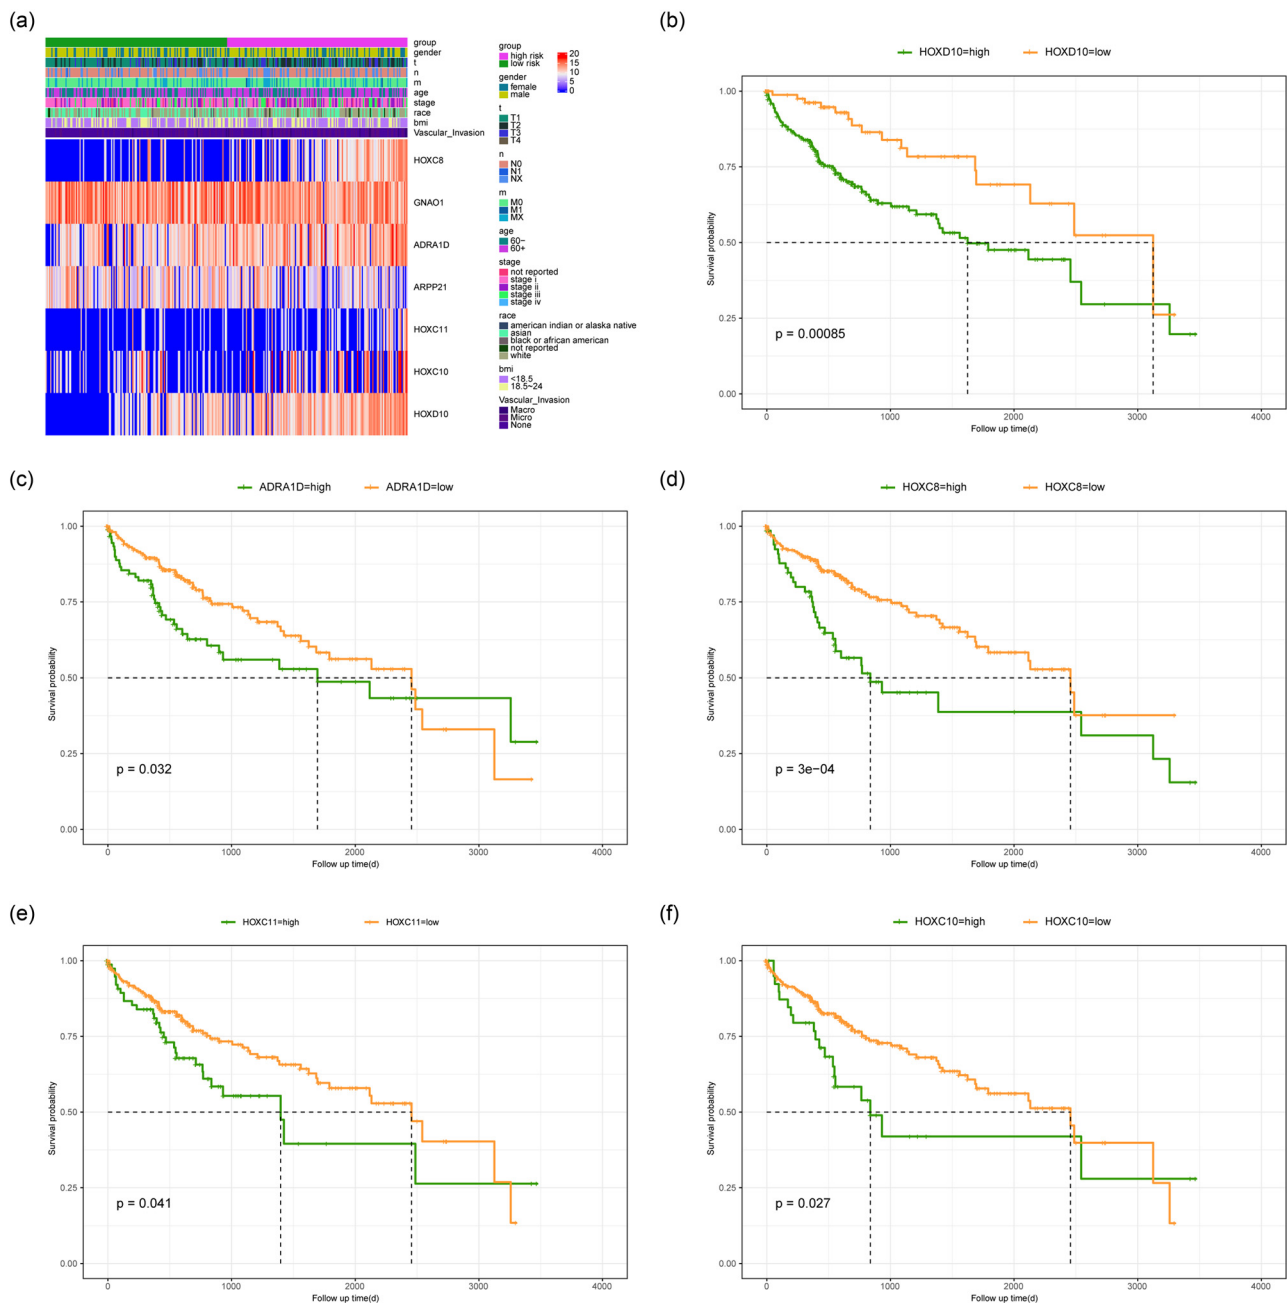 (a)
group
gender
t
n
m
age
stage
race
bmi
Vascular_Invasion
HOXC8
GNAO1
ADRA1D
ARPP21
HOXC11
HOXC10
HOXD10
group
high risk
low risk
gender
female
male
t
T1
T2
T3
T4
n
N0
N1
NX
m
M0
M1
MX
age
60−
60+
stage
not reported
stage i
stage ii
stage iii
stage iv
race
american indian or alaska native
asian
black or african american
not reported
white
bmi
<18.5
18.5~24
Vascular_Invasion
Macro
Micro
None
20
15
10
5
0
(b)
HOXD10=high HOXD10=low
Survival probability
1.00
0.75
0.50
0.25
0.00
p = 0.00085
0 1000 2000 3000 4000
Follow up time(d)
(c)
ADRA1D=high ADRA1D=low
Survival probability
1.00
0.75
0.50
0.25
0.00
p = 0.032
0 1000 2000 3000 4000
Follow up time(d)
(d)
HOXC8=high HOXC8=low
Survival probability
1.00
0.75
0.50
0.25
0.00
p = 3e−04
0 1000 2000 3000 4000
Follow up time(d)
(e)
HOXC11=high HOXC11=low
Survival probability
1.00
0.75
0.50
0.25
0.00
p = 0.041
0 1000 2000 3000 4000
Follow up time(d)
(f)
HOXC10=high HOXC10=low
Survival probability
1.00
0.75
0.50
0.25
0.00
p = 0.027
0 1000 2000 3000 4000
Follow up time(d)